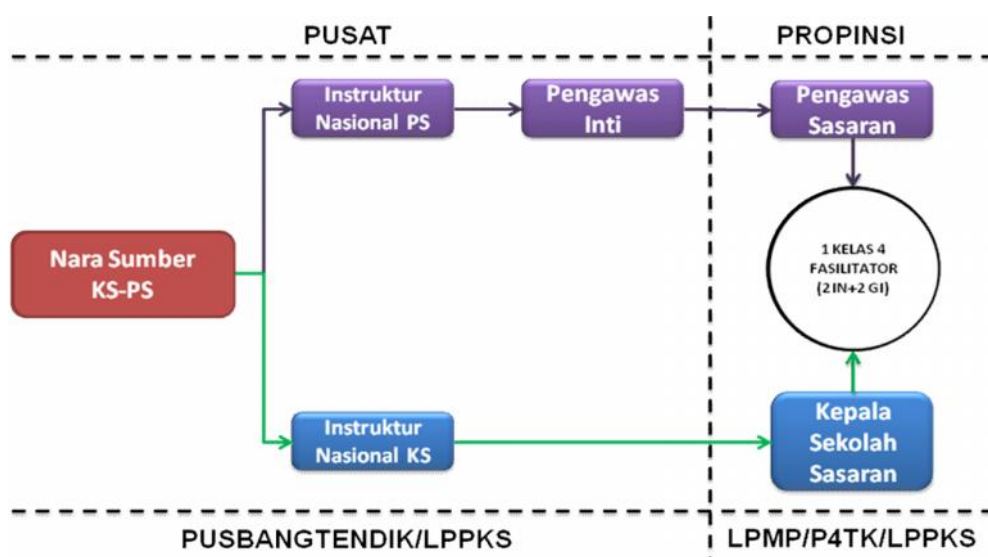 PUSAT
PROPINSI
Instruktur
Nasional PS
Pengawas
Inti
Pengawas
Sasaran
Nara Sumber
KS-PS
1 KELAS 4
FASILITATOR
(2 IN+2 GI)
Instruktur
Nasional KS
Kepala
Sekolah
Sasaran
PUSBANGTENDIK/LPPKS
LPMP/P4TK/LPPKS